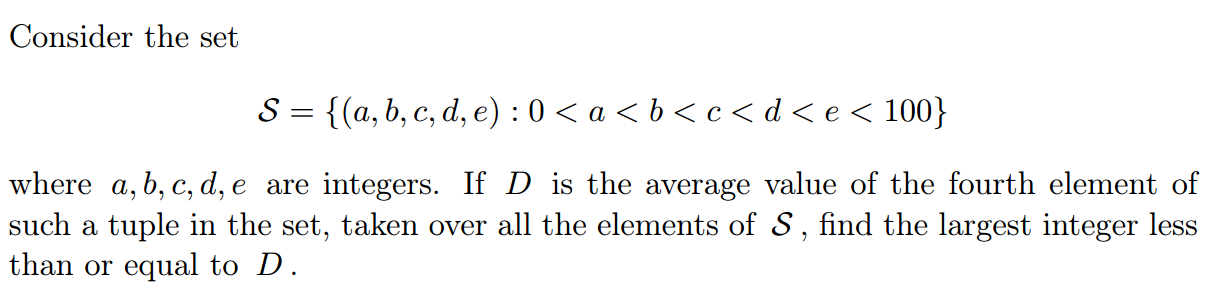 Consider the set
𝒮 = {(a, b, c, d, e) : 0 < a < b < c < d < e < 100}
where a, b, c, d, e are integers. If D is the average value of the fourth element of
such a tuple in the set, taken over all the elements of 𝒮 , find the largest integer less
than or equal to D .